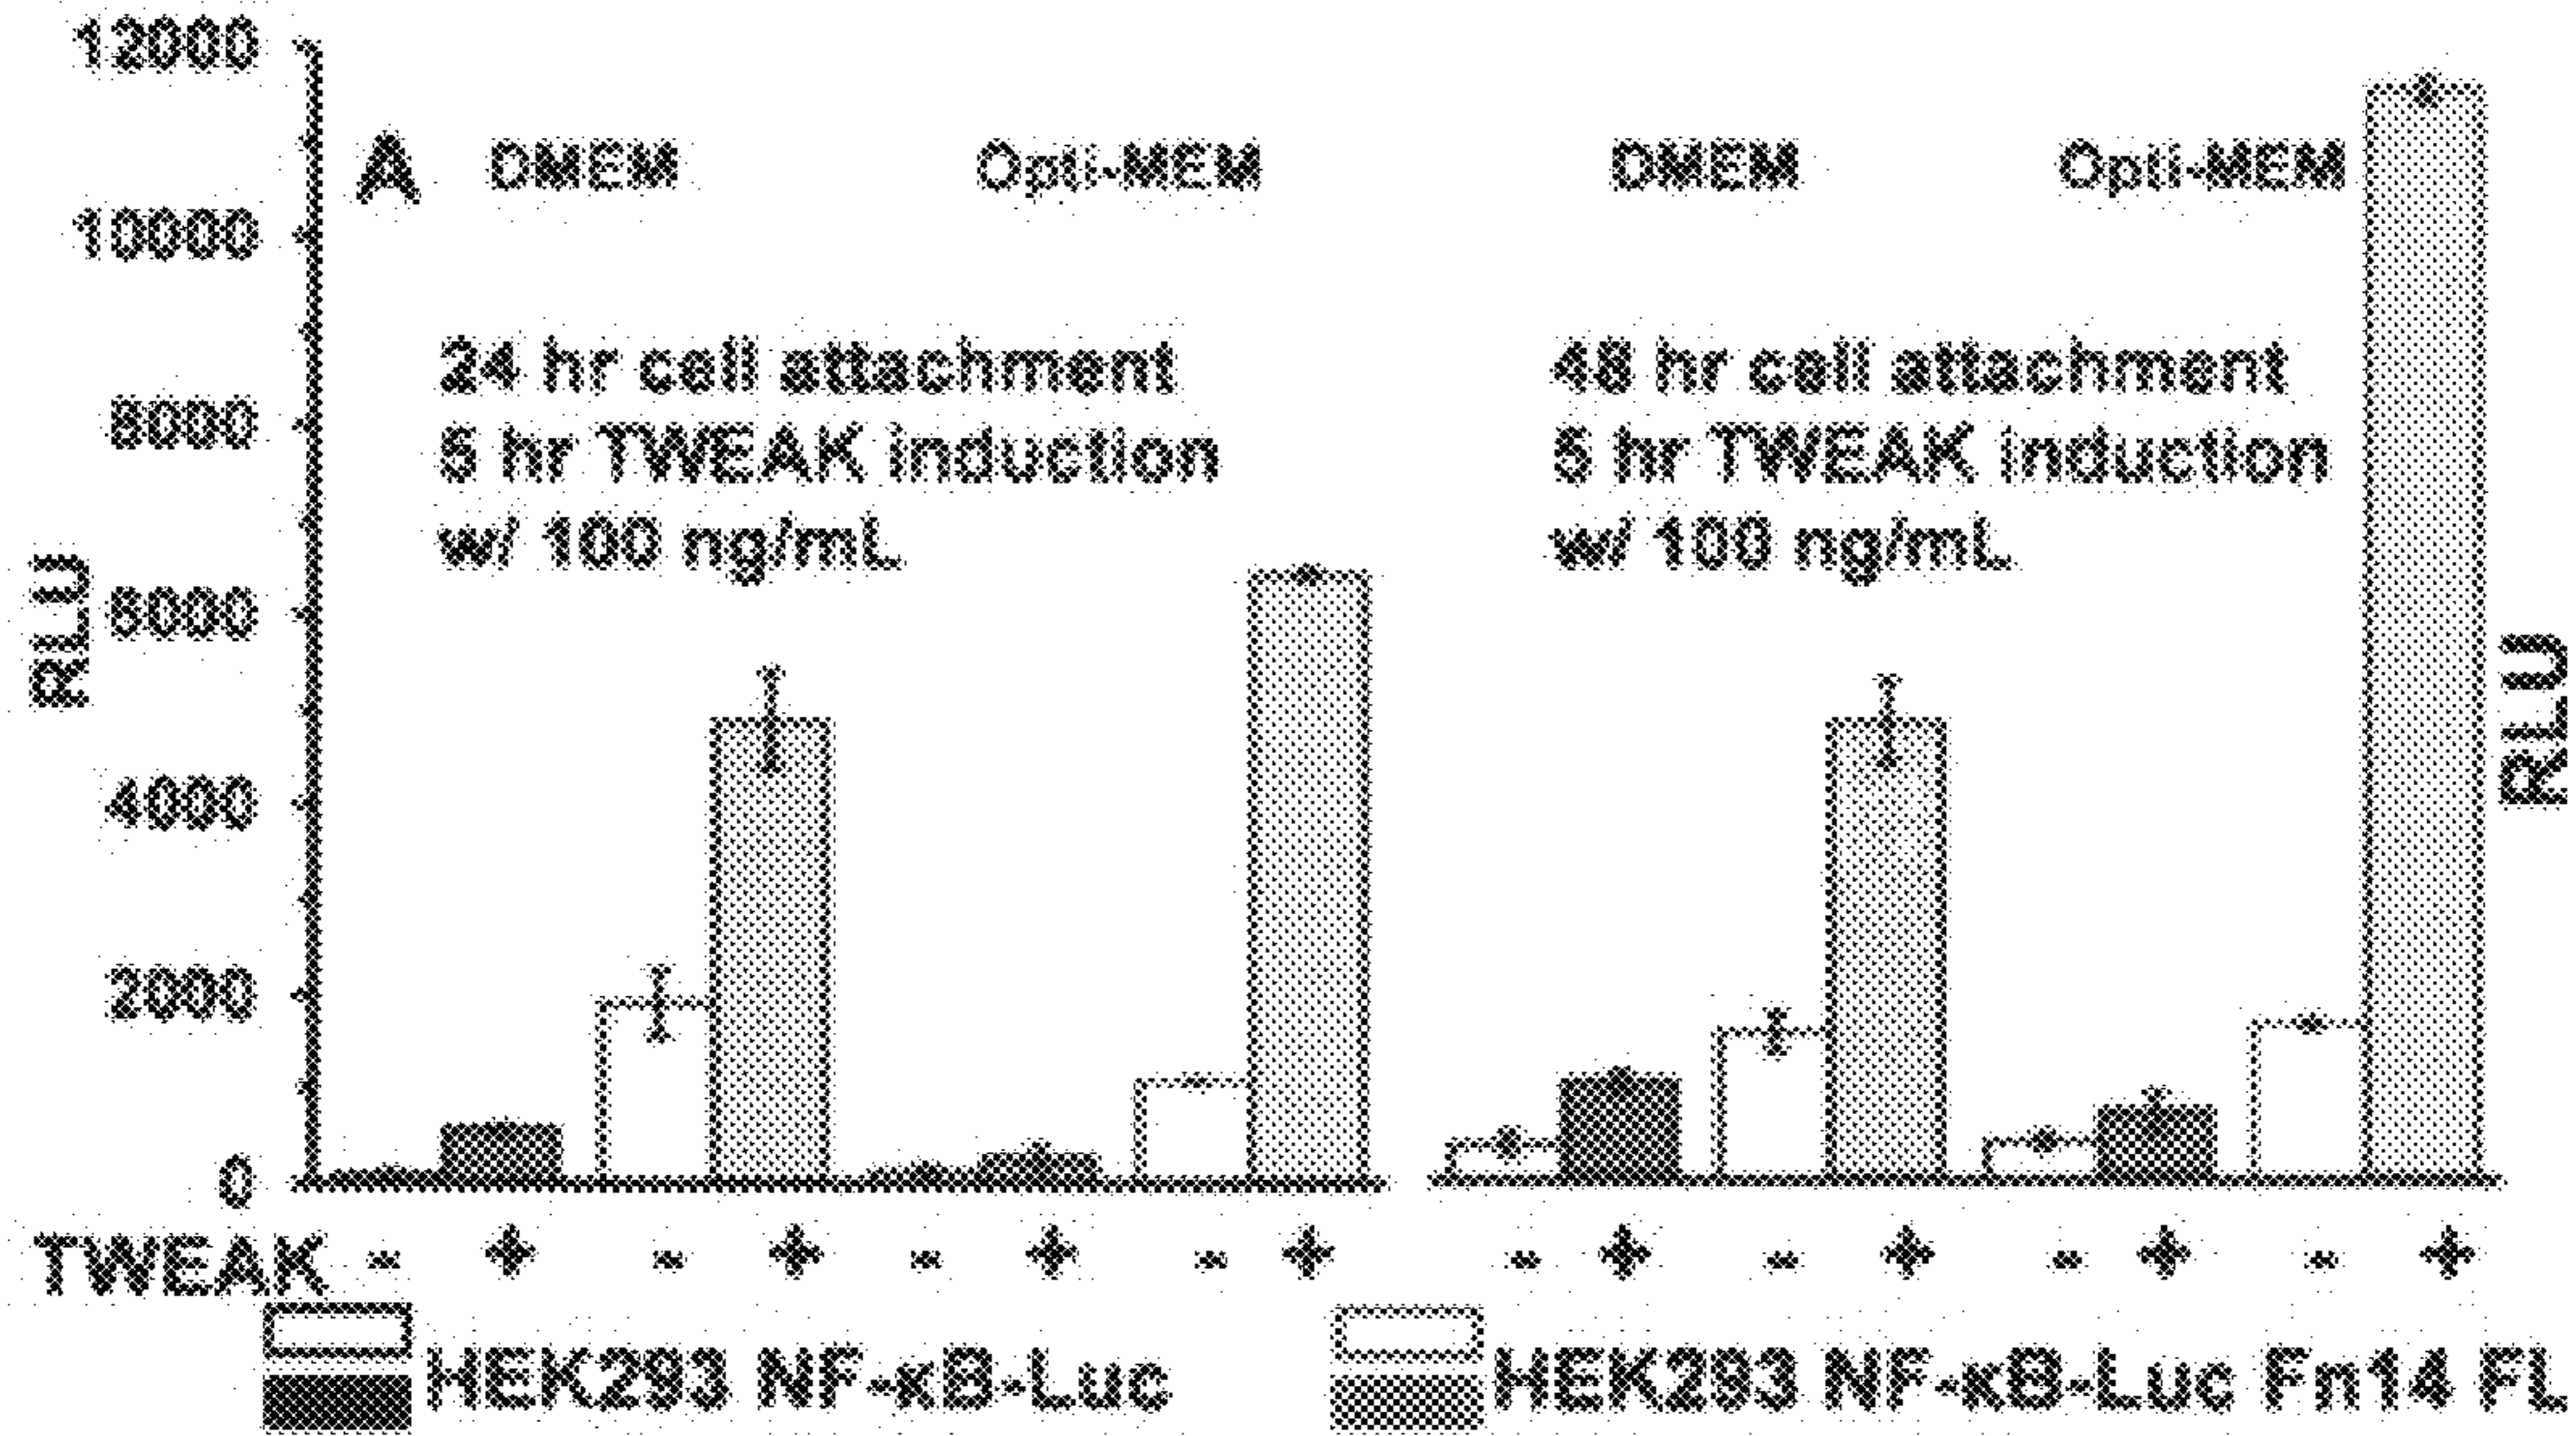 12000
10000
8000
6000
4000
2000
0
RLU
A DMEM Opti-MEM DMEM Opti-MEM
24 hr cell attachment
5 hr TWEAK induction
w/ 100 ng/mL
48 hr cell attachment
5 hr TWEAK induction
w/ 100 ng/mL
RLU
TWEAK - + - + - + - + - + - + - + - +
HEK293 NF-κB-Luc HEK293 NF-κB-Luc Fn14 FL